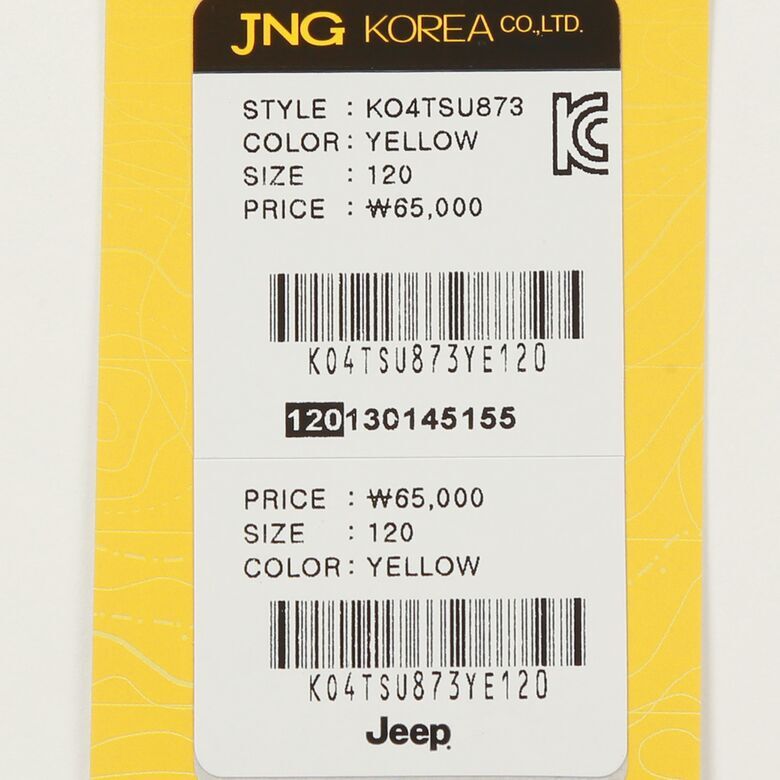 JNG KOREA CO.,LTD.
STYLE : KO4TSU873
COLOR : YELLOW
SIZE : 120
PRICE : ₩65,000
KC
K04TSU873YE120
120130145155
PRICE : ₩65,000
SIZE : 120
COLOR : YELLOW
K04TSU873YE120
Jeep